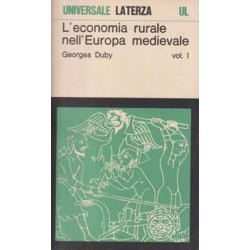 UNIVERSALE LATERZA UL
L'economia rurale
nell'Europa medievale
Georges Duby vol. I